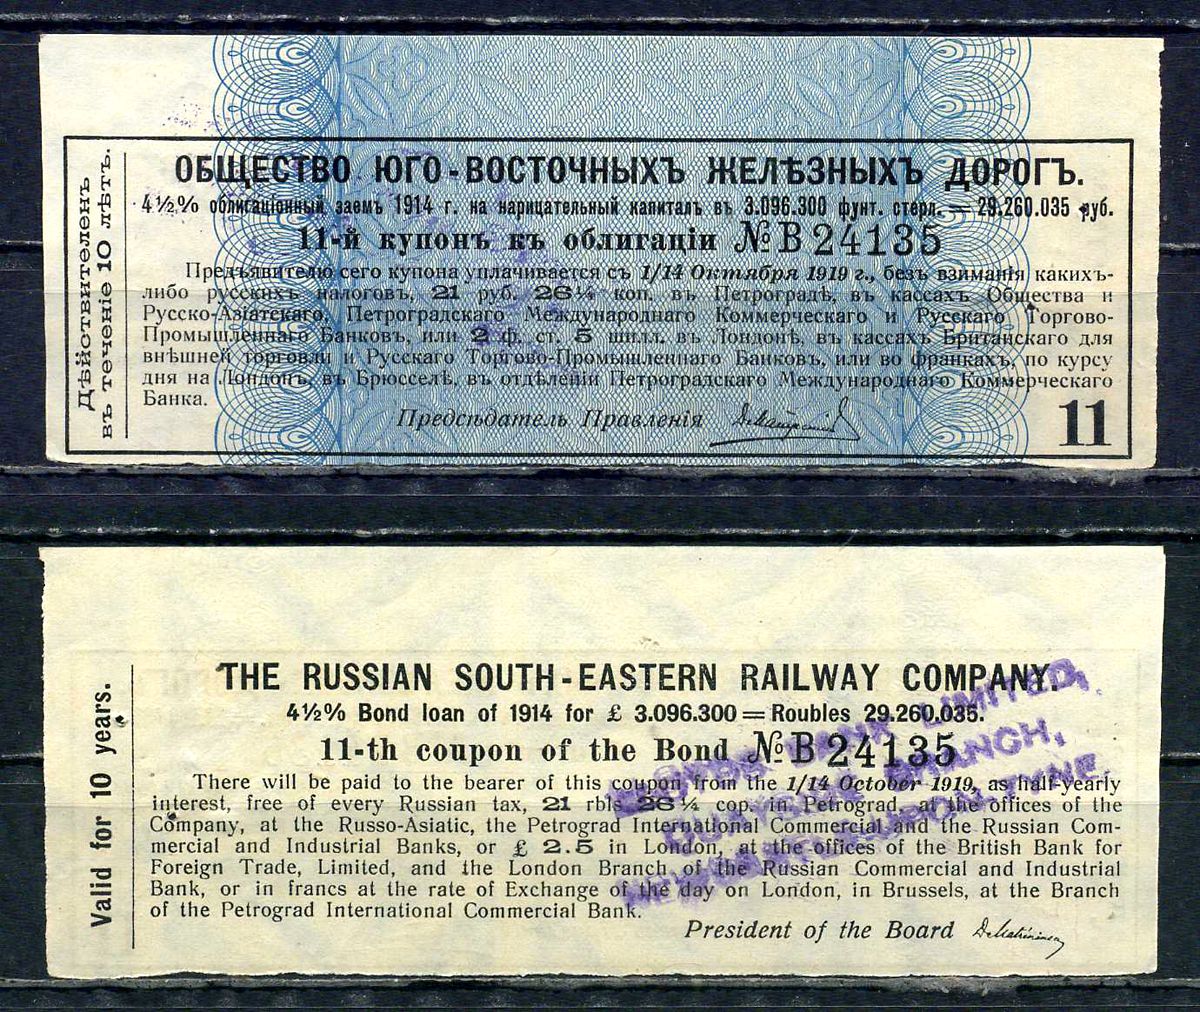 Дѣйствителенъ
въ теченіе 10 лѣтъ.
ОБЩЕСТВО ЮГО-ВОСТОЧНЫХЪ ЖЕЛѢЗНЫХЪ ДОРОГЪ.
4½% облигаціонный заемъ 1914 г. на нарицательный капиталъ въ 3.096.300 фунт. стерл. = 29.260.035 руб.
11-й купонъ къ облигаціи № В 24135
Предъявителю сего купона уплачивается съ 1/14 Октября 1919 г., безъ взиманія какихъ-
либо русскихъ налоговъ, 21 руб. 26¼ коп. въ Петроградѣ, въ кассахъ Общества и
Русско-Азіатскаго, Петроградскаго Международнаго Коммерческаго и Русскаго Торгово-
Промышленнаго Банковъ, или 2 ф. ст. 5 шилл. въ Лондонѣ, въ кассахъ Британскаго для
внѣшней торговли и Русскаго Торгово-Промышленнаго Банковъ, или во франкахъ, по курсу
дня на Лондонъ, въ Брюсселѣ, въ отдѣленіи Петроградскаго Международнаго Коммерческаго
Банка.
Предсѣдатель Правленія
11
Valid for 10 years.
THE RUSSIAN SOUTH-EASTERN RAILWAY COMPANY.
4½% Bond loan of 1914 for £ 3.096.300 = Roubles 29.260.035.
11-th coupon of the Bond № B 24135
There will be paid to the bearer of this coupon from the 1/14 October 1919, as half-yearly
interest, free of every Russian tax, 21 rbls 26¼ cop. in Petrograd, at the offices of the
Company, at the Russo-Asiatic, the Petrograd International Commercial and the Russian Com-
mercial and Industrial Banks, or £ 2.5 in London, at the offices of the British Bank for
Foreign Trade, Limited, and the London Branch of the Russian Commercial and Industrial
Bank, or in francs at the rate of Exchange of the day on London, in Brussels, at the Branch
of the Petrograd International Commercial Bank.
President of the Board
BANK LIMITED,
BRANCH,